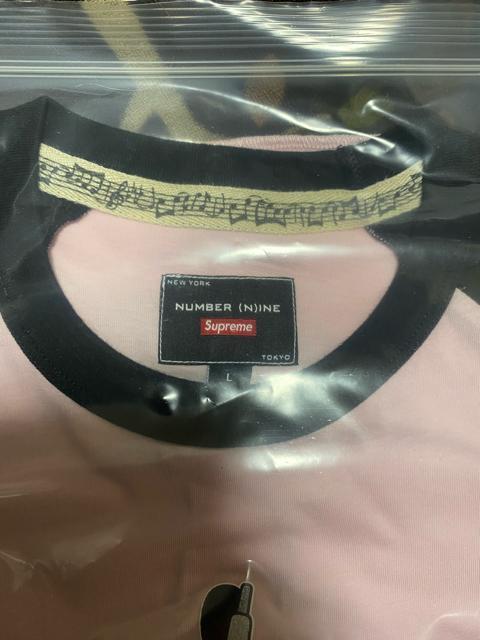 NEW YORK
NUMBER (N)INE
Supreme
TOKYO
L